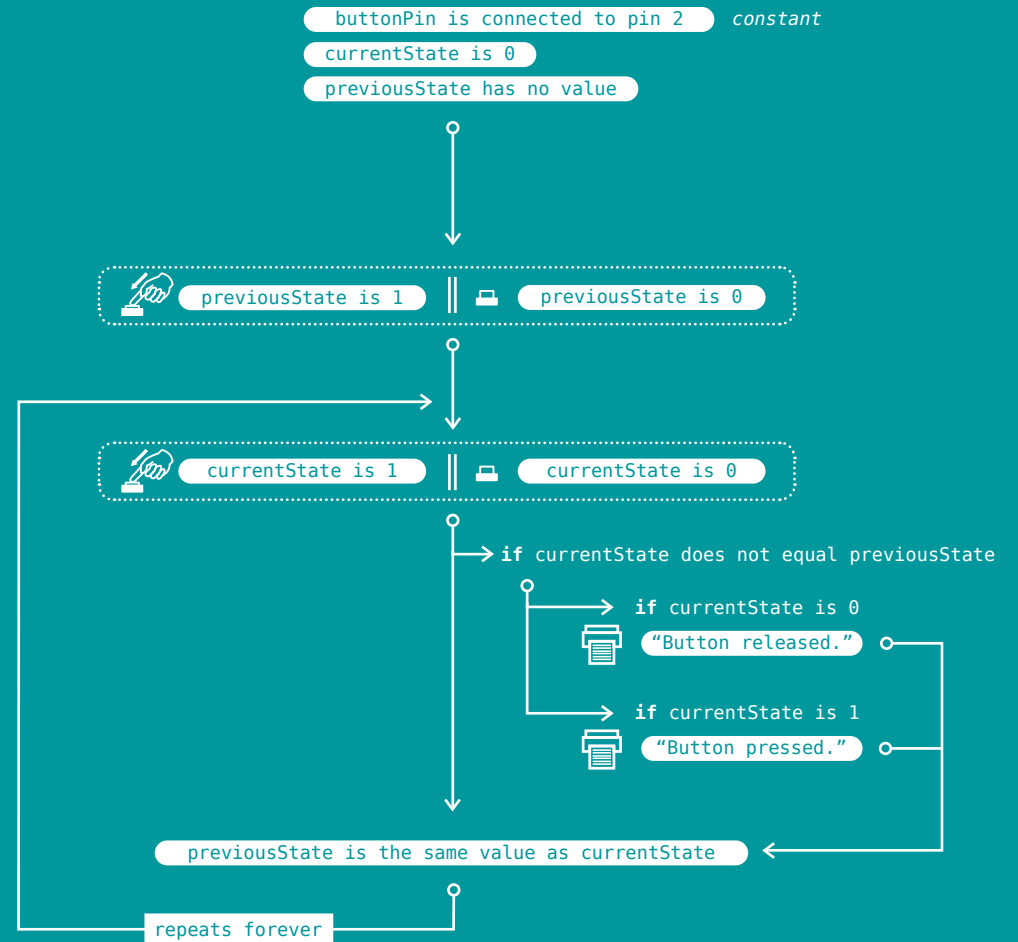 buttonPin is connected to pin 2 constant
currentState is 0
previousState has no value
previousState is 1 previousState is 0
currentState is 1 currentState is 0
if currentState does not equal previousState
if currentState is 0
“Button released.”
if currentState is 1
“Button pressed.”
previousState is the same value as currentState
repeats forever